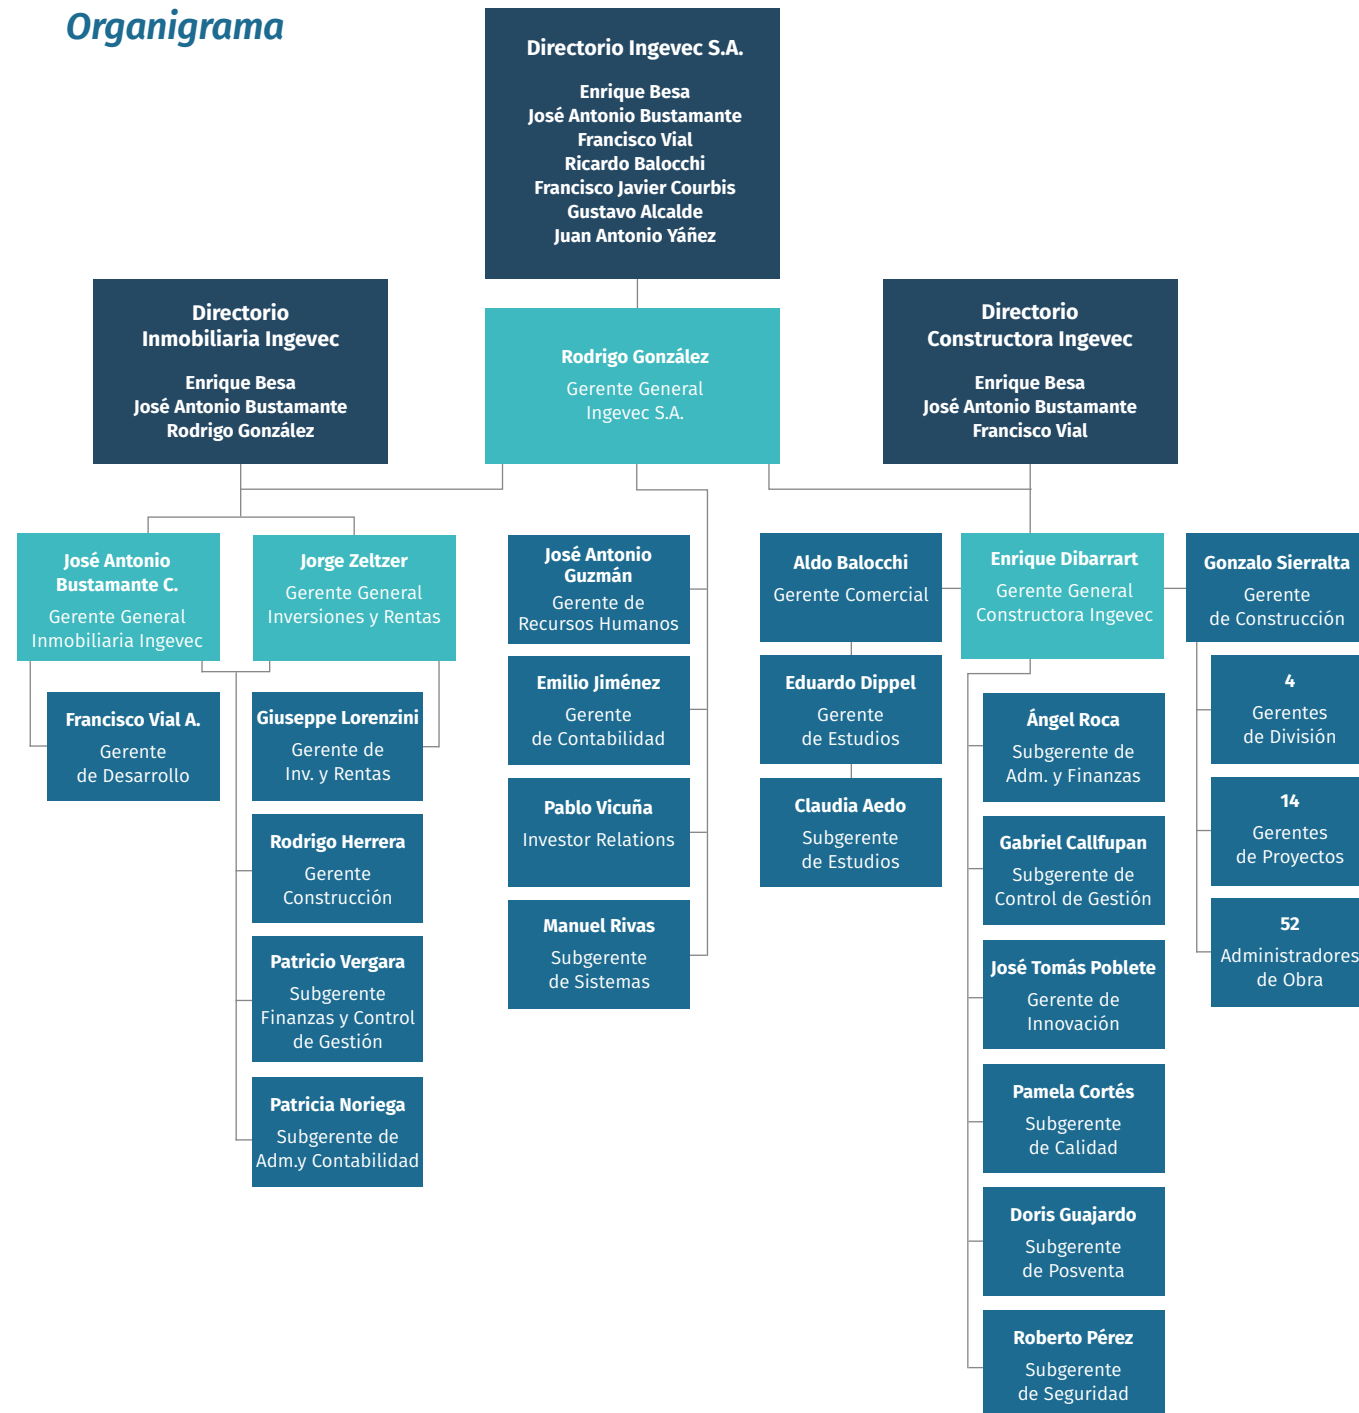 Organigrama
Directorio Ingevec S.A.
Enrique Besa
José Antonio Bustamante
Francisco Vial
Ricardo Balocchi
Francisco Javier Courbis
Gustavo Alcalde
Juan Antonio Yáñez
Directorio
Inmobiliaria Ingevec
Enrique Besa
José Antonio Bustamante
Rodrigo González
Rodrigo González
Gerente General
Ingevec S.A.
Directorio
Constructora Ingevec
Enrique Besa
José Antonio Bustamante
Francisco Vial
José Antonio
Bustamante C.
Gerente General
Inmobiliaria Ingevec
Jorge Zeltzer
Gerente General
Inversiones y Rentas
Francisco Vial A.
Gerente
de Desarrollo
Giuseppe Lorenzini
Gerente de
Inv. y Rentas
Rodrigo Herrera
Gerente
Construcción
Patricio Vergara
Subgerente
Finanzas y Control
de Gestión
Patricia Noriega
Subgerente de
Adm.y Contabilidad
José Antonio
Guzmán
Gerente de
Recursos Humanos
Emilio Jiménez
Gerente
de Contabilidad
Pablo Vicuña
Investor Relations
Manuel Rivas
Subgerente
de Sistemas
Aldo Balocchi
Gerente Comercial
Eduardo Dippel
Gerente
de Estudios
Claudia Aedo
Subgerente
de Estudios
Enrique Dibarrart
Gerente General
Constructora Ingevec
Ángel Roca
Subgerente de
Adm. y Finanzas
Gabriel Callfupan
Subgerente de
Control de Gestión
José Tomás Poblete
Gerente de
Innovación
Pamela Cortés
Subgerente
de Calidad
Doris Guajardo
Subgerente
de Posventa
Roberto Pérez
Subgerente
de Seguridad
Gonzalo Sierralta
Gerente
de Construcción
4
Gerentes
de División
14
Gerentes
de Proyectos
52
Administradores
de Obra